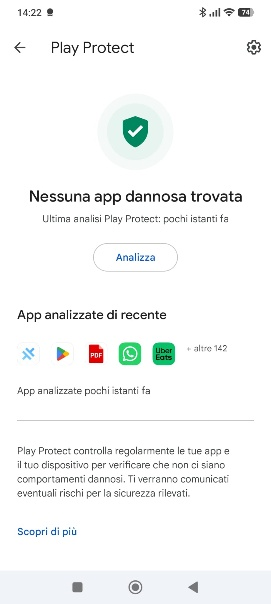 14:22
74
Play Protect
Nessuna app dannosa trovata
Ultima analisi Play Protect: pochi istanti fa
Analizza
App analizzate di recente
PDF
Uber
Eats
+ altre 142
App analizzate pochi istanti fa
Play Protect controlla regolarmente le tue app e
il tuo dispositivo per verificare che non ci siano
comportamenti dannosi. Ti verranno comunicati
eventuali rischi per la sicurezza rilevati.
Scopri di più